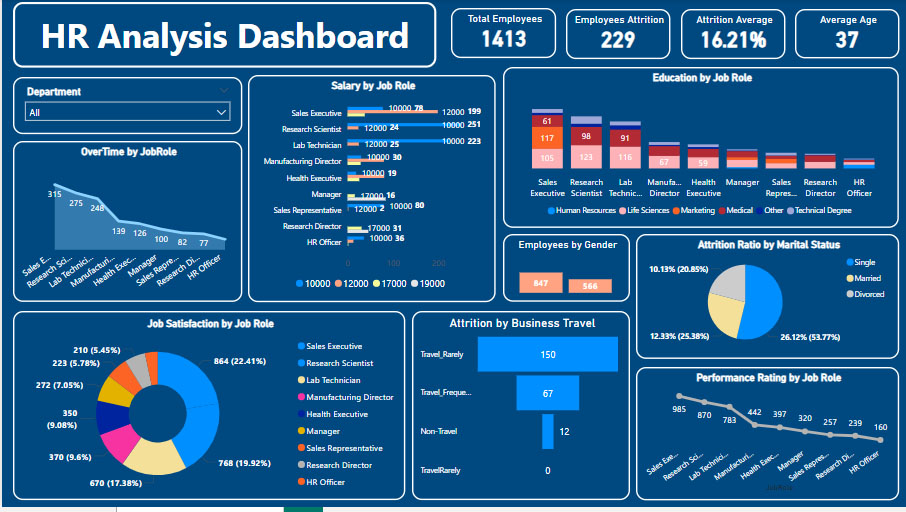 HR Analysis Dashboard
Total Employees
1413
Employees Attrition
229
Attrition Average
16.21%
Average Age
37
Department
All
OverTime by JobRole
315
275
248
139
126
100
82
77
Sales E...
Research Sci...
Lab Technici...
Manufacturi...
Health Exec...
Manager
Sales Repre...
Research Di...
HR Officer
Salary by Job Role
Sales Executive
10000 78
12000 199
Research Scientist
10000 251
12000 24
Lab Technician
10000 223
12000 25
Manufacturing Director
10000 30
Health Executive
10000 19
Manager
17000 16
Sales Representative
10000 80
12000 2
Research Director
17000 31
HR Officer
10000 36
0 100 200
10000 12000 17000 19000
Education by Job Role
61
117
105
98
123
91
116
67
59
Sales Executive
Research Scientist
Lab Technic...
Manufa... Director
Health Executive
Manager
Sales Repres...
Research Director
HR Officer
Human Resources Life Sciences Marketing Medical Other Technical Degree
Employees by Gender
847
566
Attrition Ratio by Marital Status
10.13% (20.85%)
12.33% (25.38%)
26.12% (53.77%)
Single
Married
Divorced
Job Satisfaction by Job Role
210 (5.45%)
223 (5.78%)
272 (7.05%)
350
(9.08%)
370 (9.6%)
670 (17.38%)
864 (22.41%)
768 (19.92%)
Sales Executive
Research Scientist
Lab Technician
Manufacturing Director
Health Executive
Manager
Sales Representative
Research Director
HR Officer
Attrition by Business Travel
Travel_Rarely
150
Travel_Freque...
67
Non-Travel
12
TravelRarely
0
Performance Rating by Job Role
985
870
783
442
397
320
257
239
160
Sales Exe...
Research Sci...
Lab Technici...
Manufacturi...
Health Exec...
Manager
Sales Repres...
Research Di...
HR Officer
JobRole